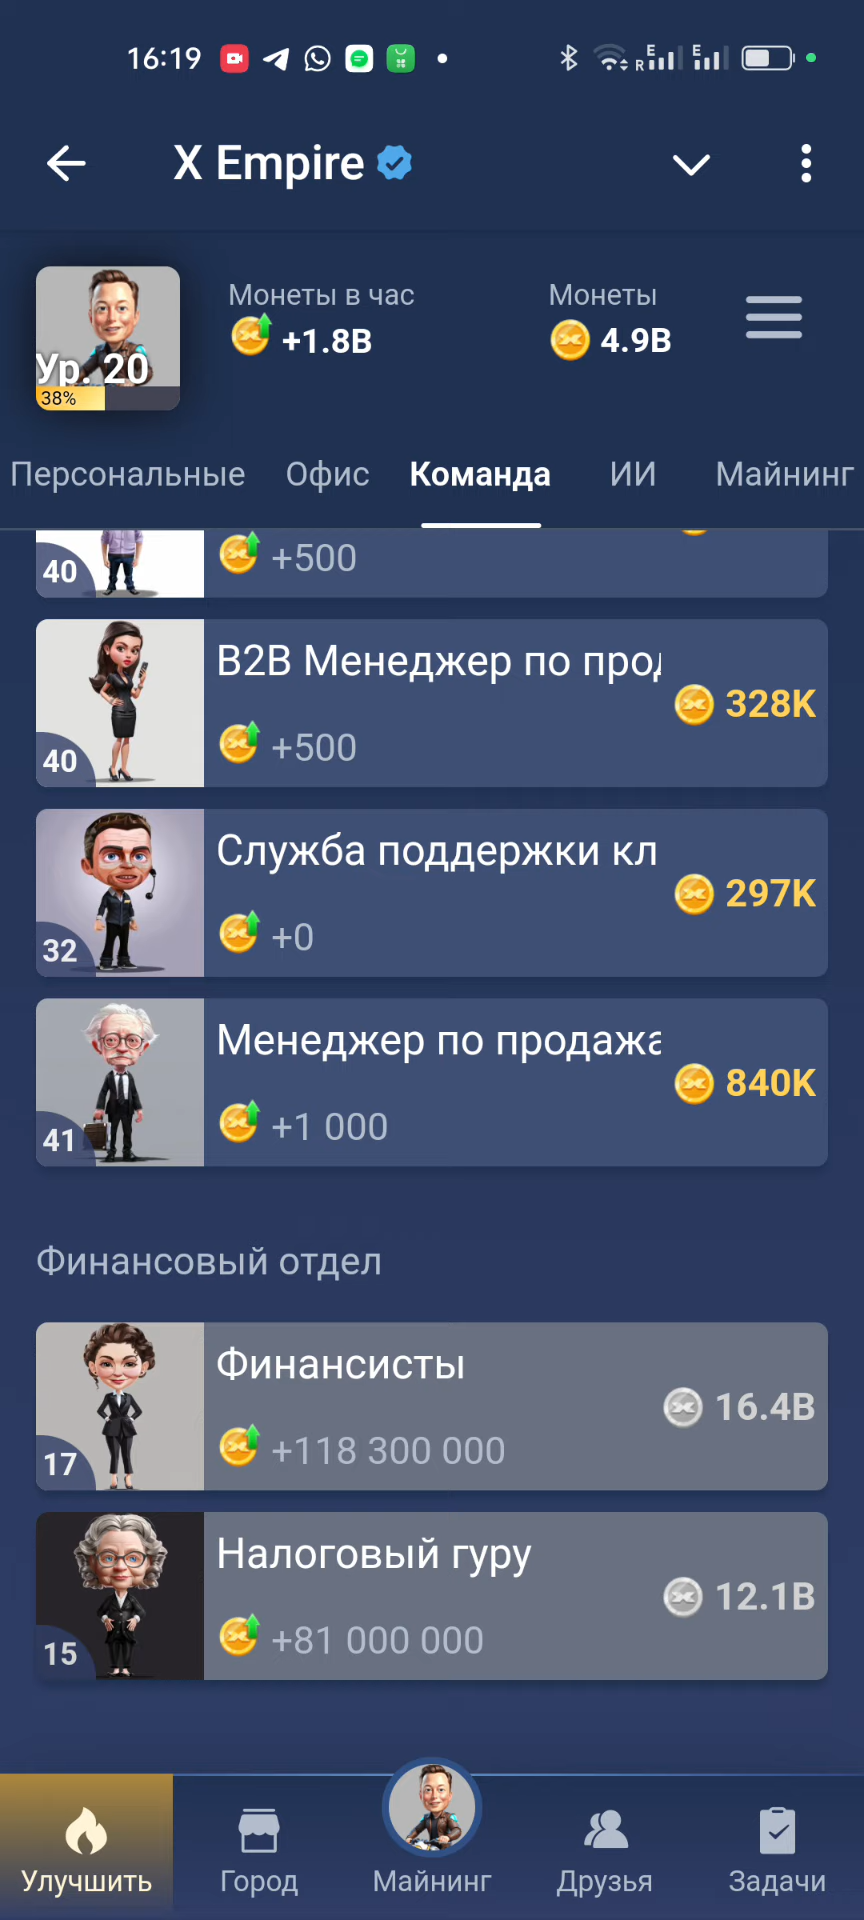 16:19
X Empire
Монеты в час
Монеты
+1.8B
4.9B
Ур. 20
38%
Персональные Офис Команда ИИ Майнинг
40
+500
B2B Менеджер по
328K
+500
40
Служба поддержки
297K
+0
32
Менеджер по
840K
+1 000
41
Финансовый отдел
Финансисты
16.4B
+118 300 000
17
Налоговый гуру
12.1B
+81 000 000
15
Улучшить Город Майнинг Друзья Задачи